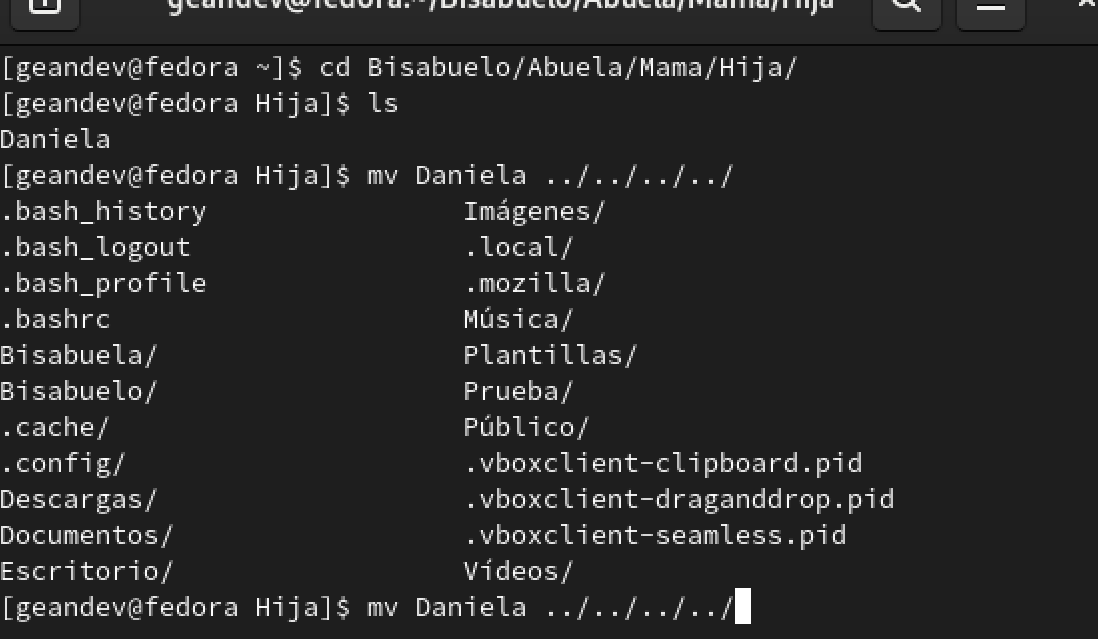 geandev@fedora:~/Bisabuelo/Abuela/Mama/Hija
[geandev@fedora ~]$ cd Bisabuelo/Abuela/Mama/Hija/
[geandev@fedora Hija]$ ls
Daniela
[geandev@fedora Hija]$ mv Daniela ../../../../
.bash_history Imágenes/
.bash_logout .local/
.bash_profile .mozilla/
.bashrc Música/
Bisabuela/ Plantillas/
Bisabuelo/ Prueba/
.cache/ Público/
.config/ .vboxclient-clipboard.pid
Descargas/ .vboxclient-draganddrop.pid
Documentos/ .vboxclient-seamless.pid
Escritorio/ Vídeos/
[geandev@fedora Hija]$ mv Daniela ../../../../